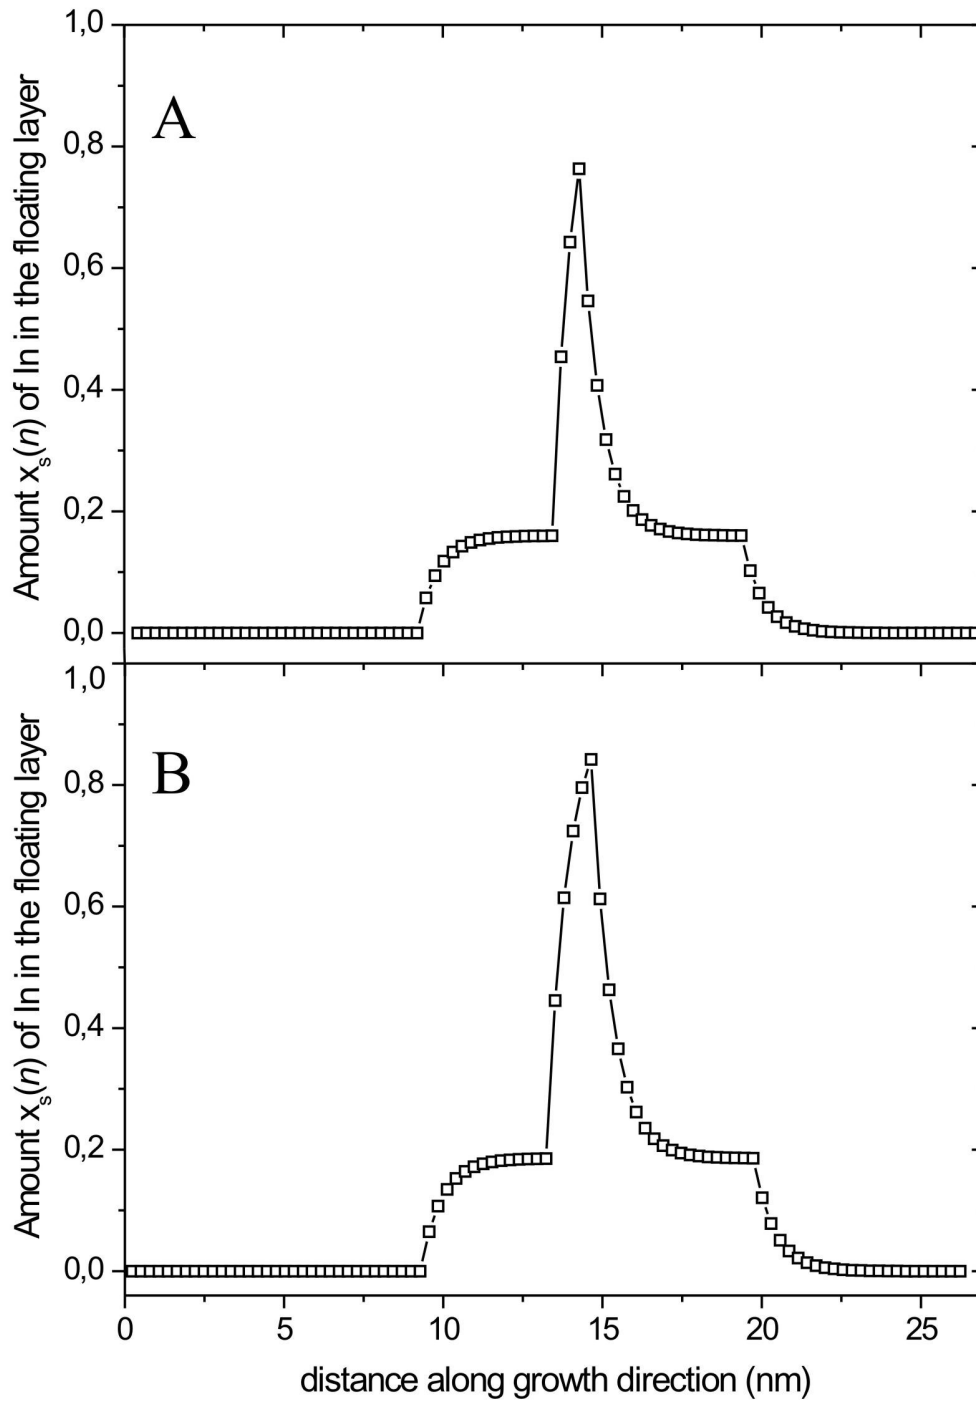 Amount xₛ(n) of In in the floating layer
1,0
0,8
0,6
0,4
0,2
0,0
A
Amount xₛ(n) of In in the floating layer
1,0
0,8
0,6
0,4
0,2
0,0
B
0 5 10 15 20 25
distance along growth direction (nm)